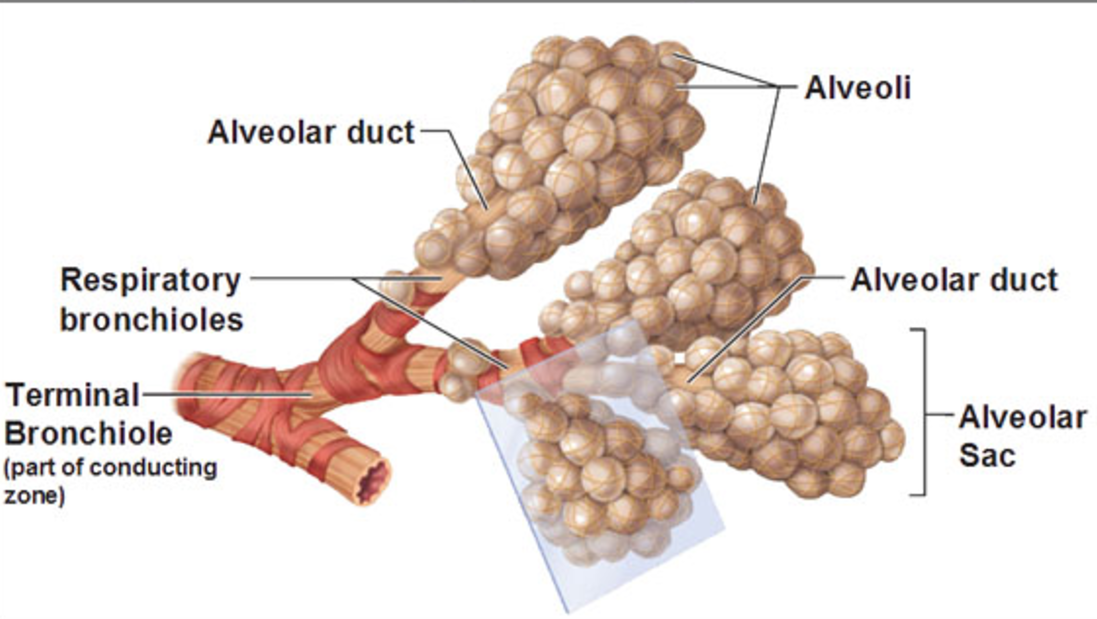 Alveoli
Alveolar duct
Respiratory
bronchioles
Alveolar duct
Terminal
Bronchiole
(part of conducting
zone)
Alveolar
Sac